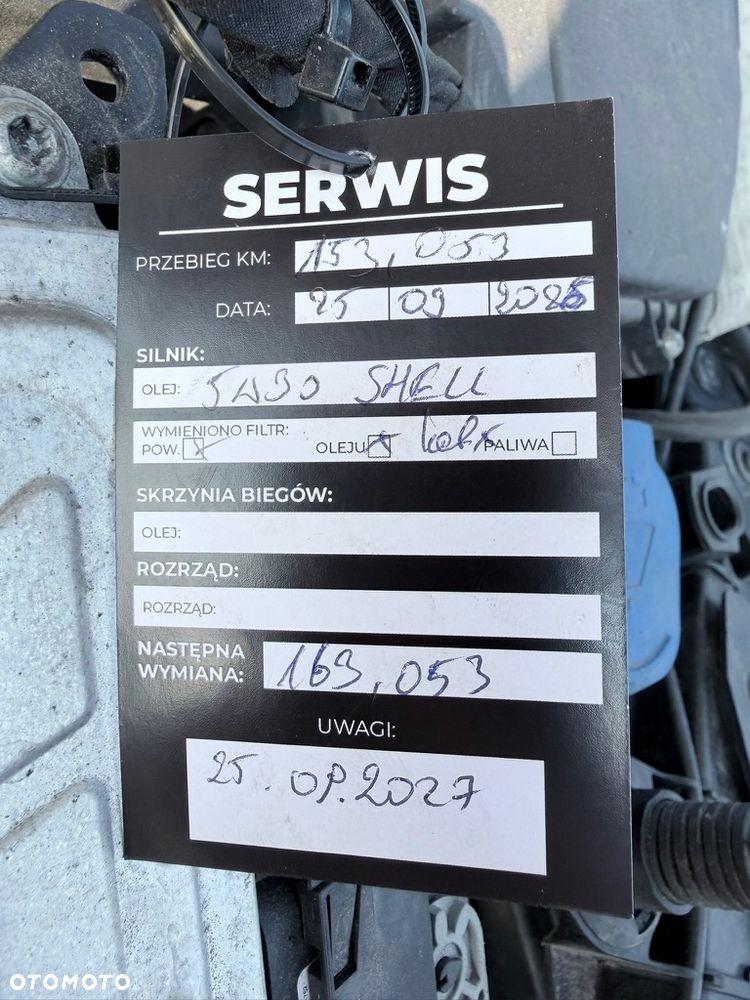 SERWIS
PRZEBIEG KM: 153,053
DATA: 25 09 2025
SILNIK:
OLEJ: 5W30 SHELL
WYMIENIONO FILTR:
POW. OLEJU PALIWA
SKRZYNIA BIEGÓW:
OLEJ:
ROZRZĄD:
ROZRZĄD:
NASTĘPNA
WYMIANA: 169,053
UWAGI:
25.09.2027
OTOMOTO